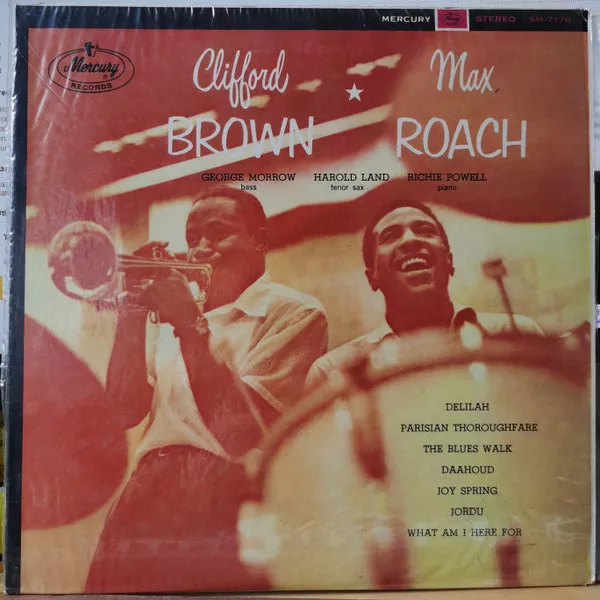 MERCURY STEREO SM-7176
Mercury
RECORDS
Clifford ★ Max
BROWN ROACH
GEORGE MORROW HAROLD LAND RICHIE POWELL
bass tenor sax piano
DELILAH
PARISIAN THOROUGHFARE
THE BLUES WALK
DAAHOUD
JOY SPRING
JORDU
WHAT AM I HERE FOR